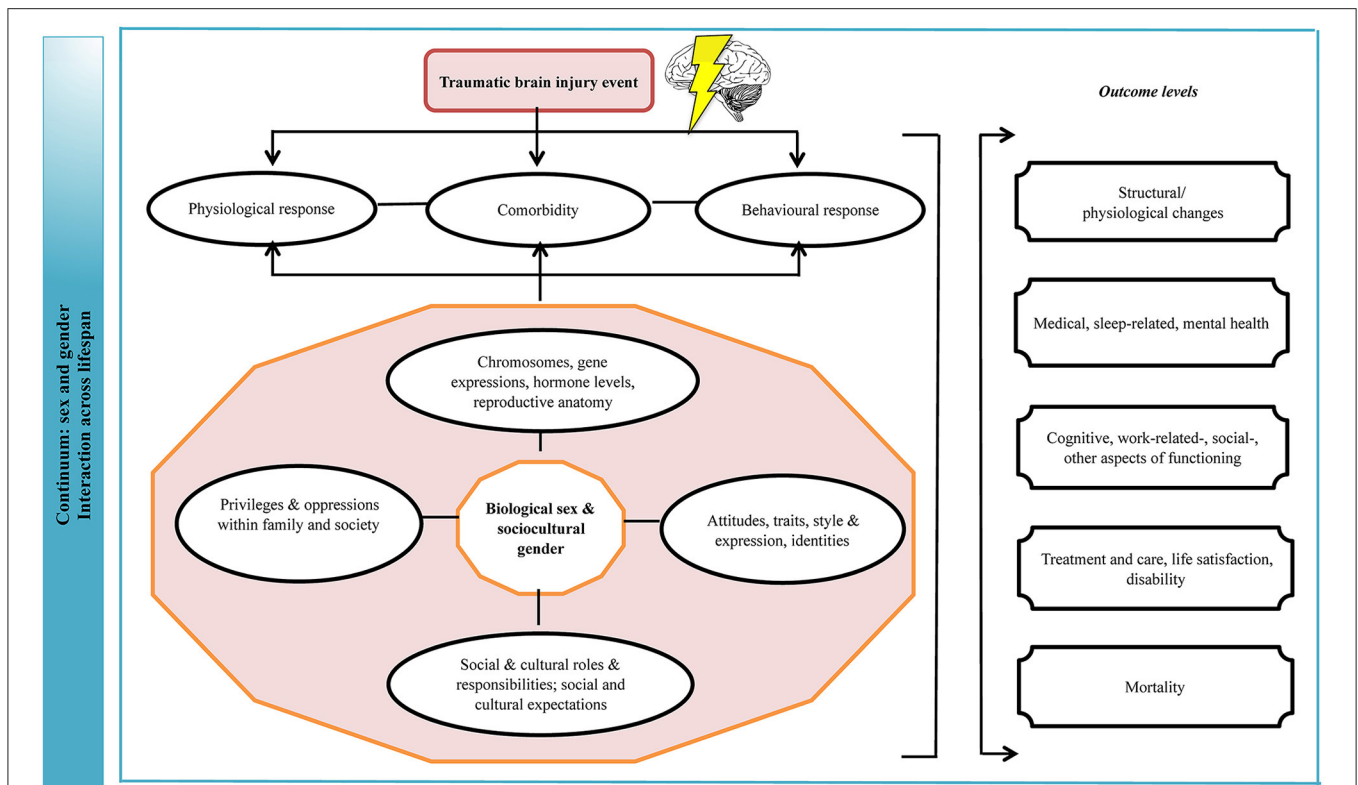 Continuum: sex and gender
Interaction across lifespan
Traumatic brain injury event
Outcome levels
Physiological response
Comorbidity
Behavioural response
Structural/
physiological changes
Medical, sleep-related, mental health
Chromosomes, gene
expressions, hormone levels,
reproductive anatomy
Cognitive, work-related-, social-,
other aspects of functioning
Privileges & oppressions
within family and society
Biological sex &
sociocultural
gender
Attitudes, traits, style &
expression, identities
Treatment and care, life satisfaction,
disability
Social & cultural roles &
responsibilities; social and
cultural expectations
Mortality